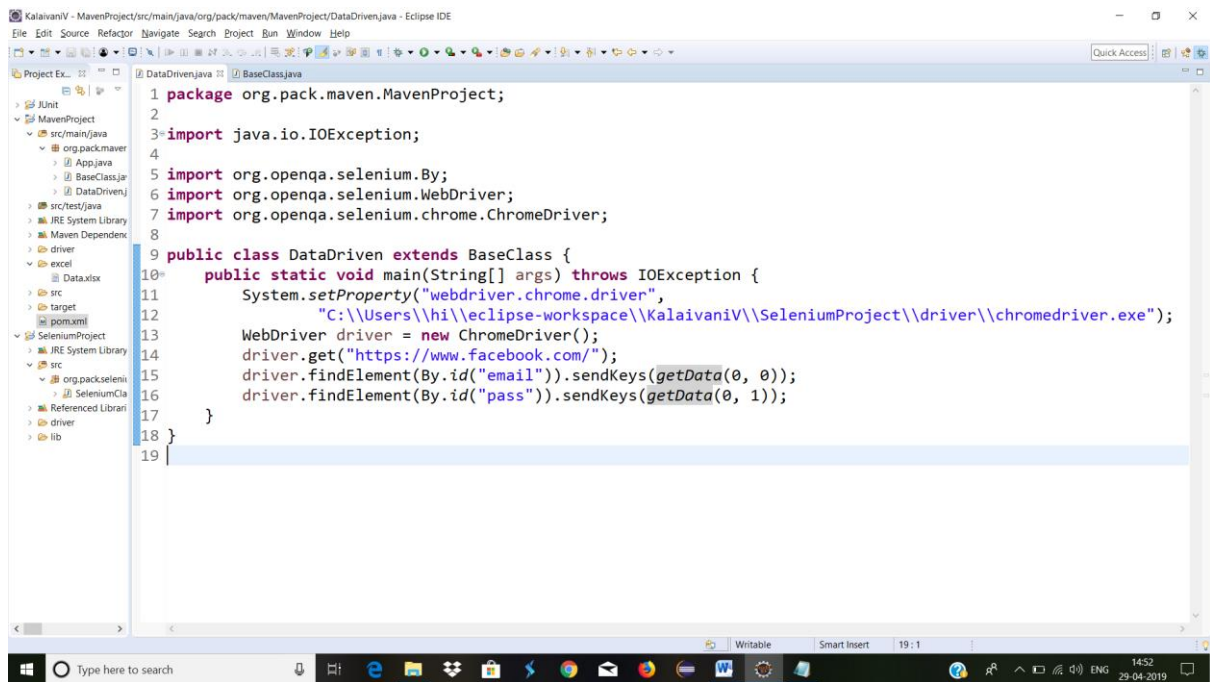 KalaivaniV - MavenProject/src/main/java/org/pack/maven/MavenProject/DataDriven.java - Eclipse IDE
File Edit Source Refactor Navigate Search Project Run Window Help
Quick Access
Project Ex...
DataDriven.java BaseClass.java
JUnit
MavenProject
src/main/java
org.pack.maver
App.java
BaseClass.ja
DataDriven.j
src/test/java
JRE System Library
Maven Dependenc
driver
excel
Data.xlsx
src
target
pom.xml
SeleniumProject
JRE System Library
src
org.pack.seleni
SeleniumCla
Referenced Librari
driver
lib
1 package org.pack.maven.MavenProject;
2
3 import java.io.IOException;
4
5 import org.openqa.selenium.By;
6 import org.openqa.selenium.WebDriver;
7 import org.openqa.selenium.chrome.ChromeDriver;
8
9 public class DataDriven extends BaseClass {
10 public static void main(String[] args) throws IOException {
11 System.setProperty("webdriver.chrome.driver",
12 "C:\\Users\\hi\\eclipse-workspace\\KalaivaniV\\SeleniumProject\\driver\\chromedriver.exe");
13 WebDriver driver = new ChromeDriver();
14 driver.get("https://www.facebook.com/");
15 driver.findElement(By.id("email")).sendKeys(getData(0, 0));
16 driver.findElement(By.id("pass")).sendKeys(getData(0, 1));
17 }
18 }
19
Writable Smart Insert 19 : 1
Type here to search
ENG
14:52
29-04-2019